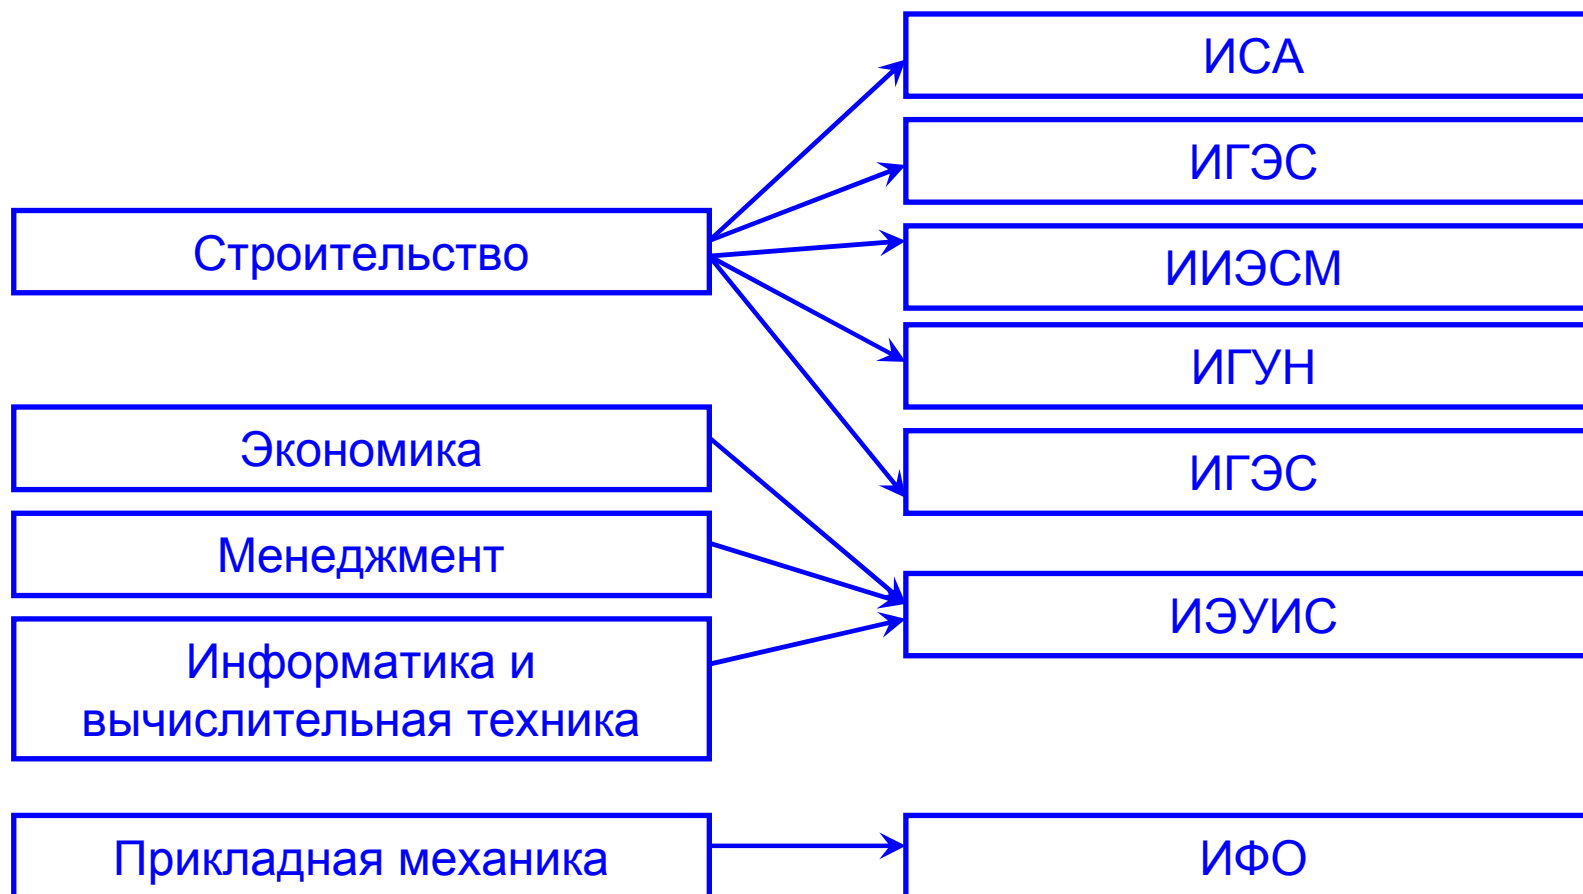 Строительство
Экономика
Менеджмент
Информатика и
вычислительная техника
Прикладная механика
ИСА
ИГЭС
ИИЭСМ
ИГУН
ИГЭС
ИЭУИС
ИФО